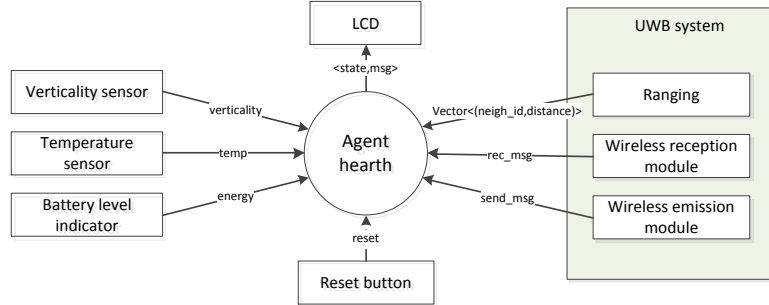 LCD
UWB system
<state,msg>
Verticality sensor
verticality
Ranging
Vector<(neigh_id,distance)>
Agent
hearth
Temperature
sensor
temp
Wireless reception
module
rec_msg
Battery level
indicator
energy
Wireless emission
module
send_msg
reset
Reset button